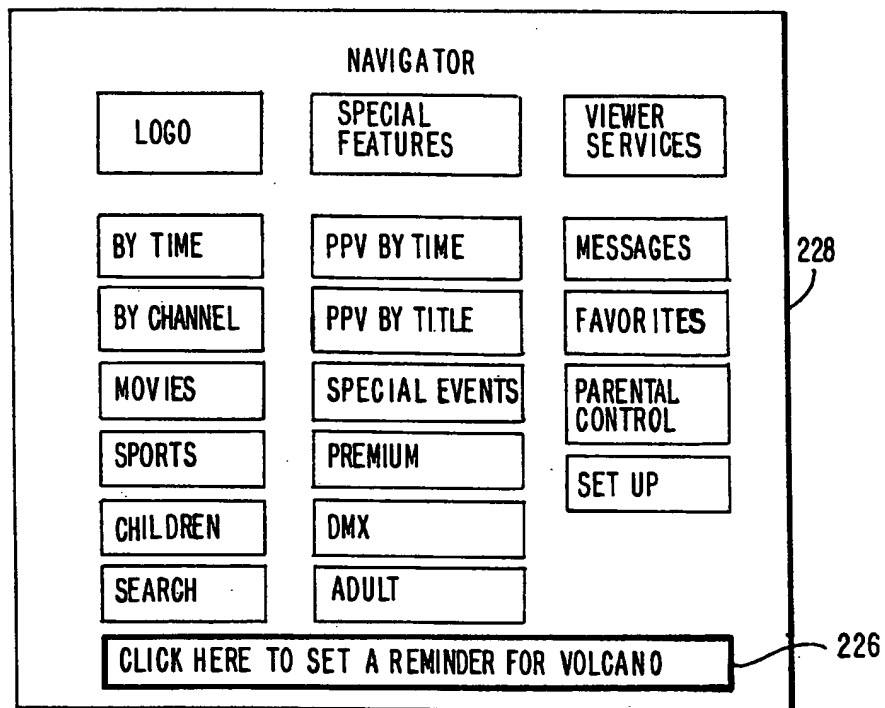 NAVIGATOR
LOGO
SPECIAL
FEATURES
VIEWER
SERVICES
BY TIME
PPV BY TIME
MESSAGES
228
BY CHANNEL
PPV BY TITLE
FAVORITES
MOVIES
SPECIAL EVENTS
PARENTAL
CONTROL
SPORTS
PREMIUM
SET UP
CHILDREN
DMX
SEARCH
ADULT
CLICK HERE TO SET A REMINDER FOR VOLCANO
226